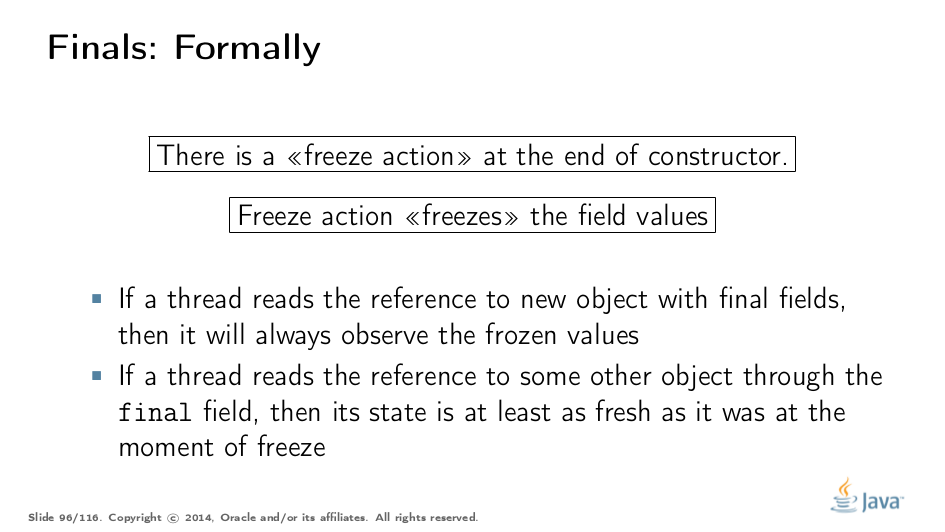 Finals: Formally
There is a «freeze action» at the end of constructor.
Freeze action «freezes» the field values
If a thread reads the reference to new object with final fields,
then it will always observe the frozen values
If a thread reads the reference to some other object through the
final field, then its state is at least as fresh as it was at the
moment of freeze
Java™
Slide 96/116. Copyright © 2014, Oracle and/or its affiliates. All rights reserved.